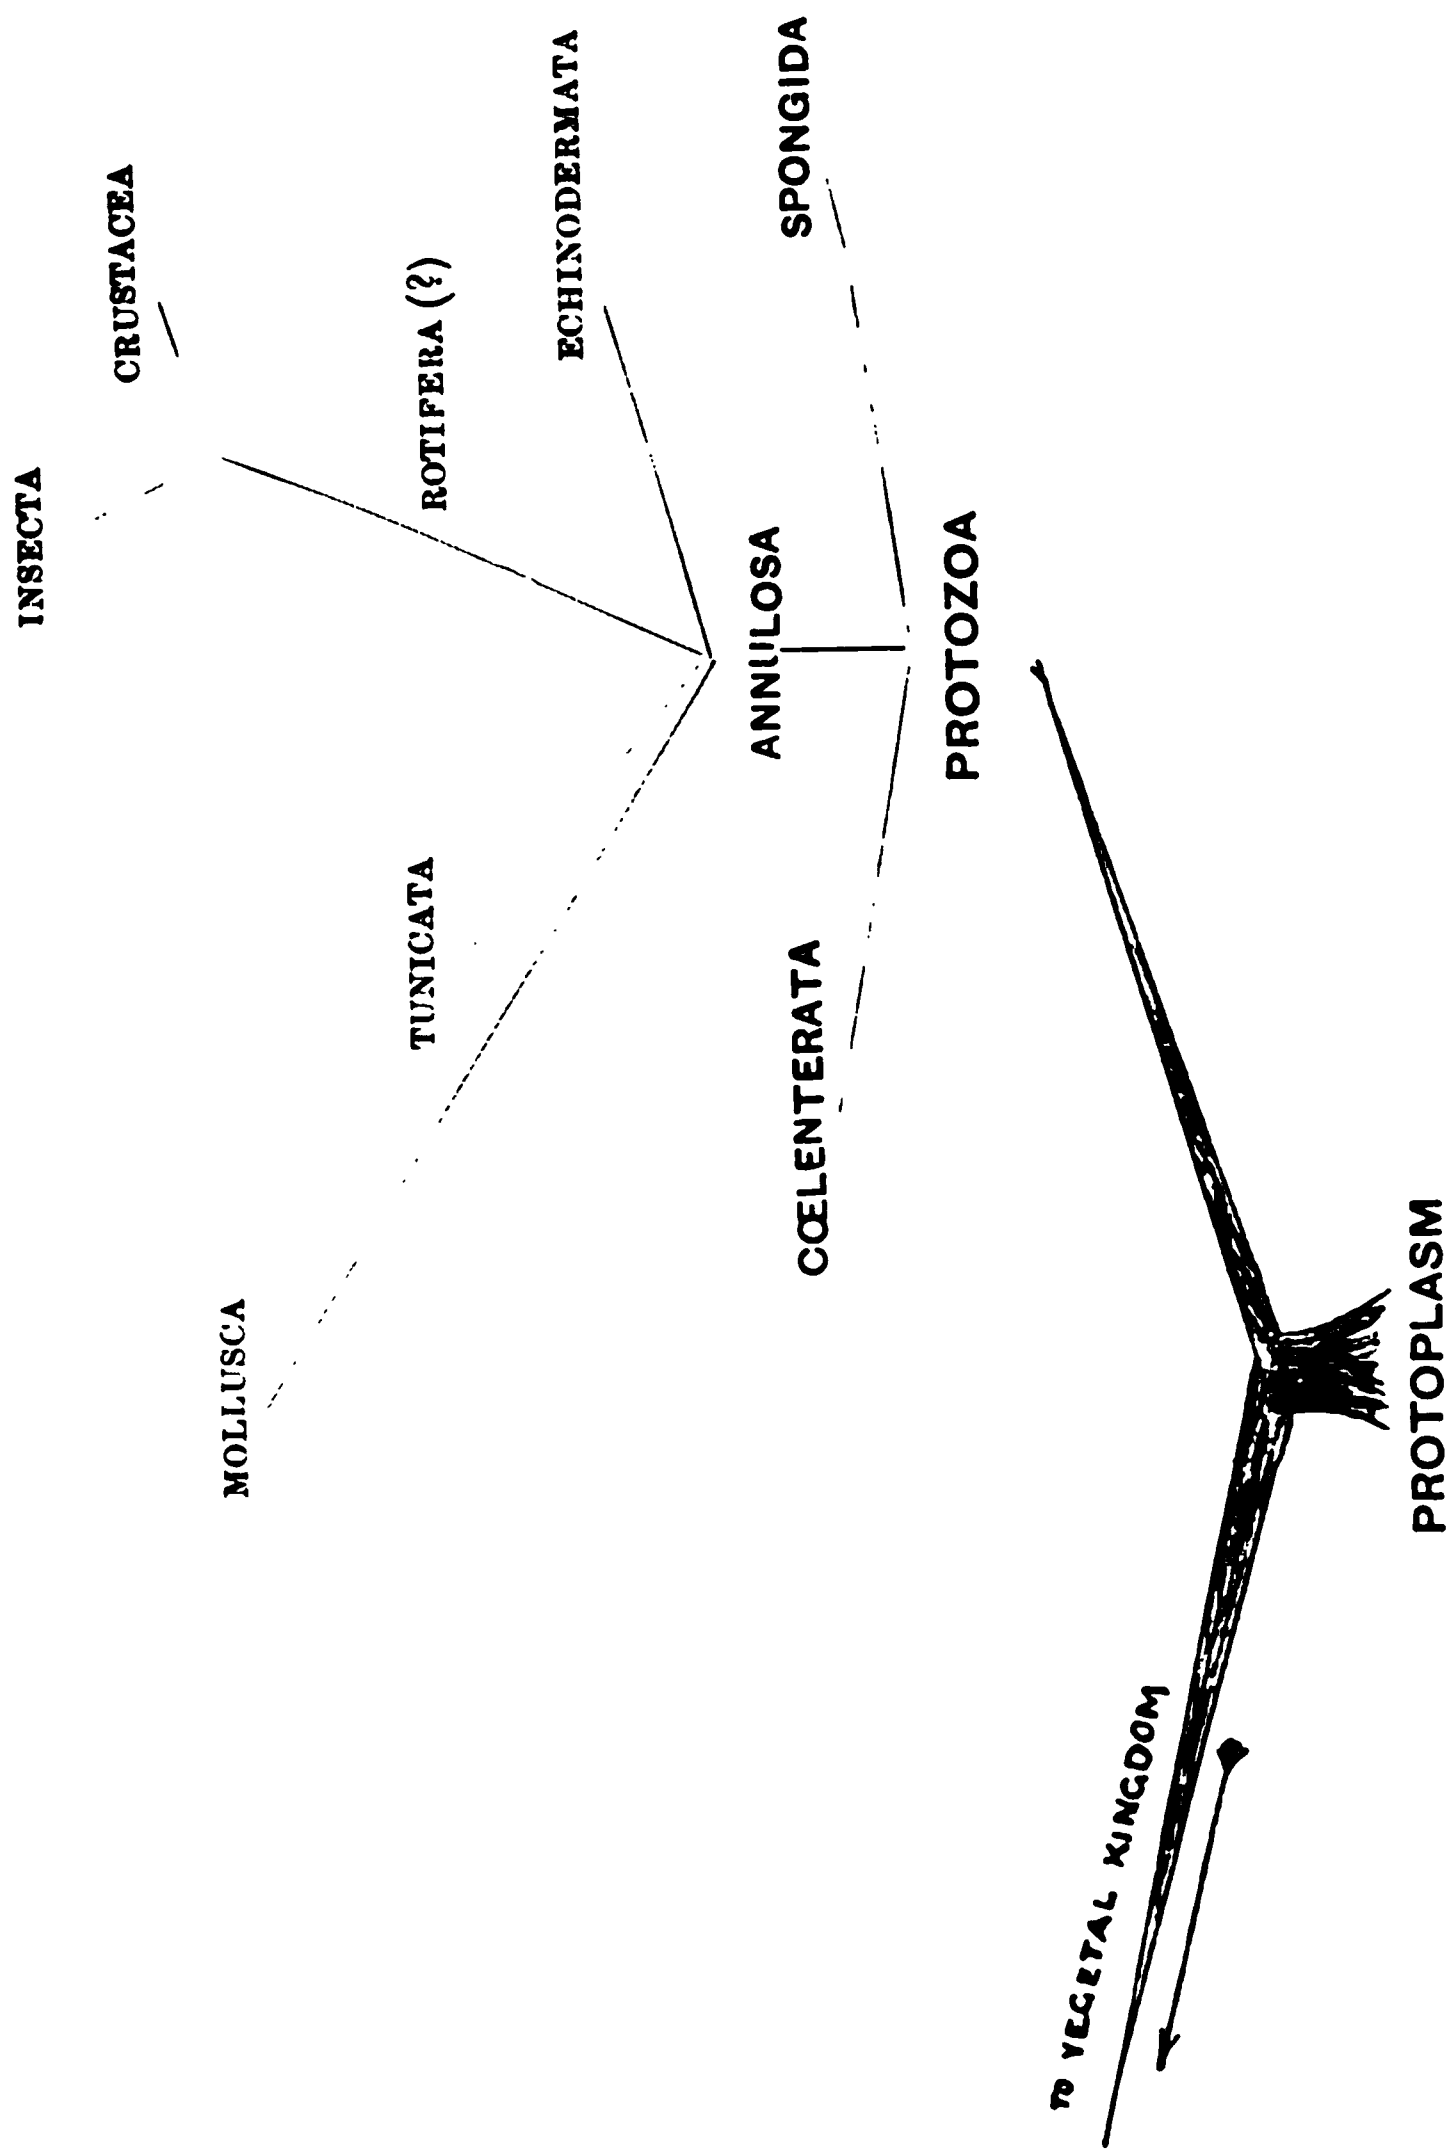 INSECTA
CRUSTACEA
MOLLUSCA
TUNICATA
ROTIFERA (?)
ECHINODERMATA
ANNULOSA
CŒLENTERATA
SPONGIDA
PROTOZOA
TO VEGETAL KINGDOM
PROTOPLASM